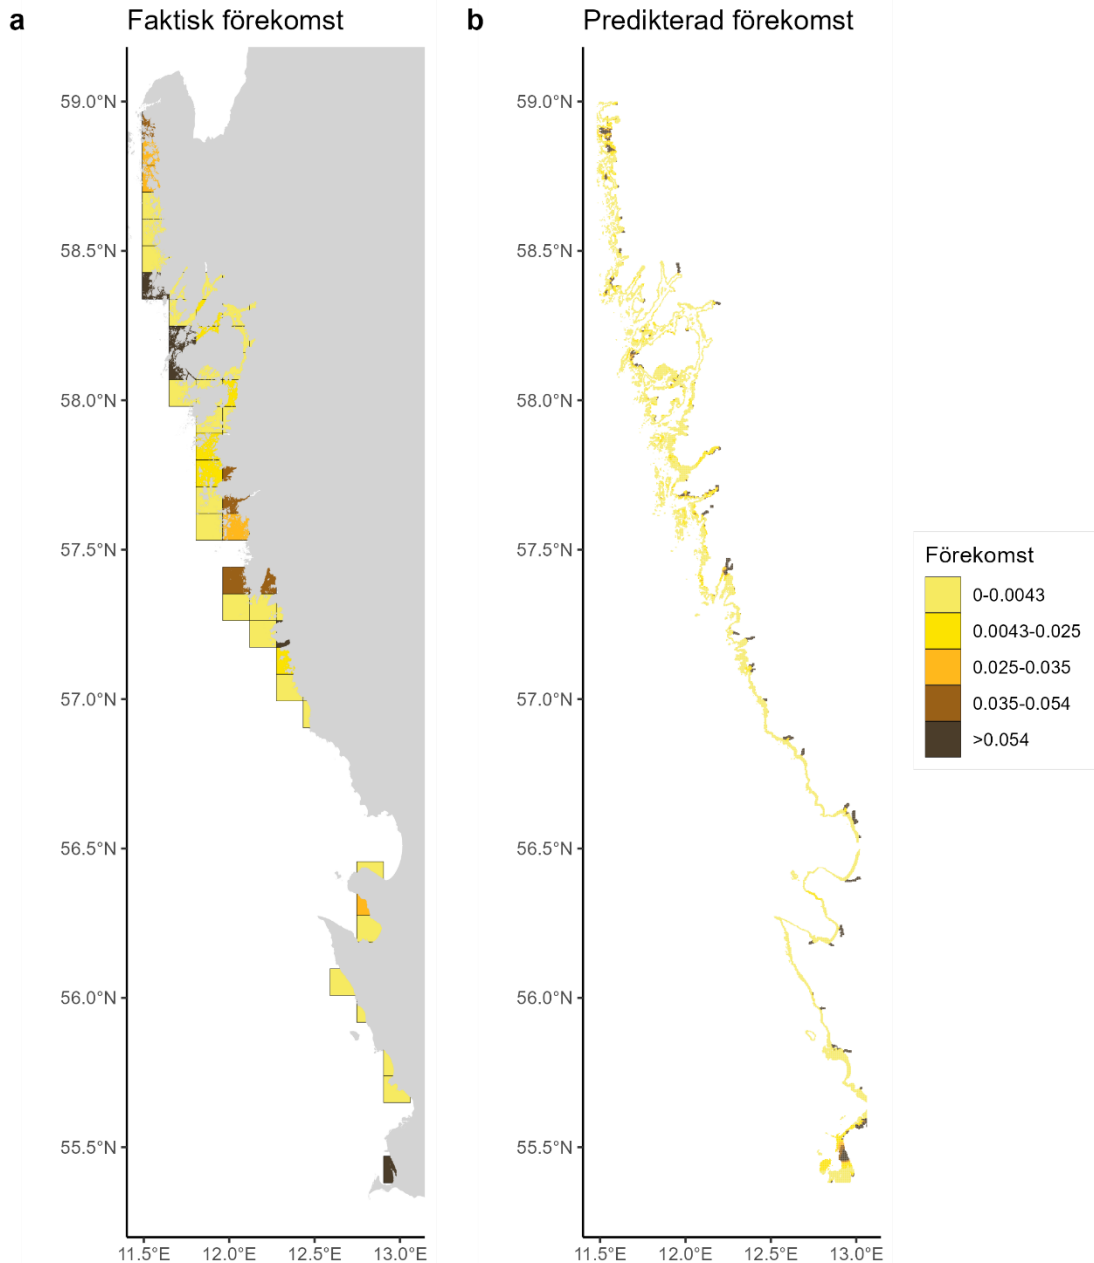 a
Faktisk förekomst
59.0°N
58.5°N
58.0°N
57.5°N
57.0°N
56.5°N
56.0°N
55.5°N
11.5°E 12.0°E 12.5°E 13.0°E
b
Predikterad förekomst
59.0°N
58.5°N
58.0°N
57.5°N
57.0°N
56.5°N
56.0°N
55.5°N
11.5°E 12.0°E 12.5°E 13.0°E
Förekomst
0-0.0043
0.0043-0.025
0.025-0.035
0.035-0.054
>0.054